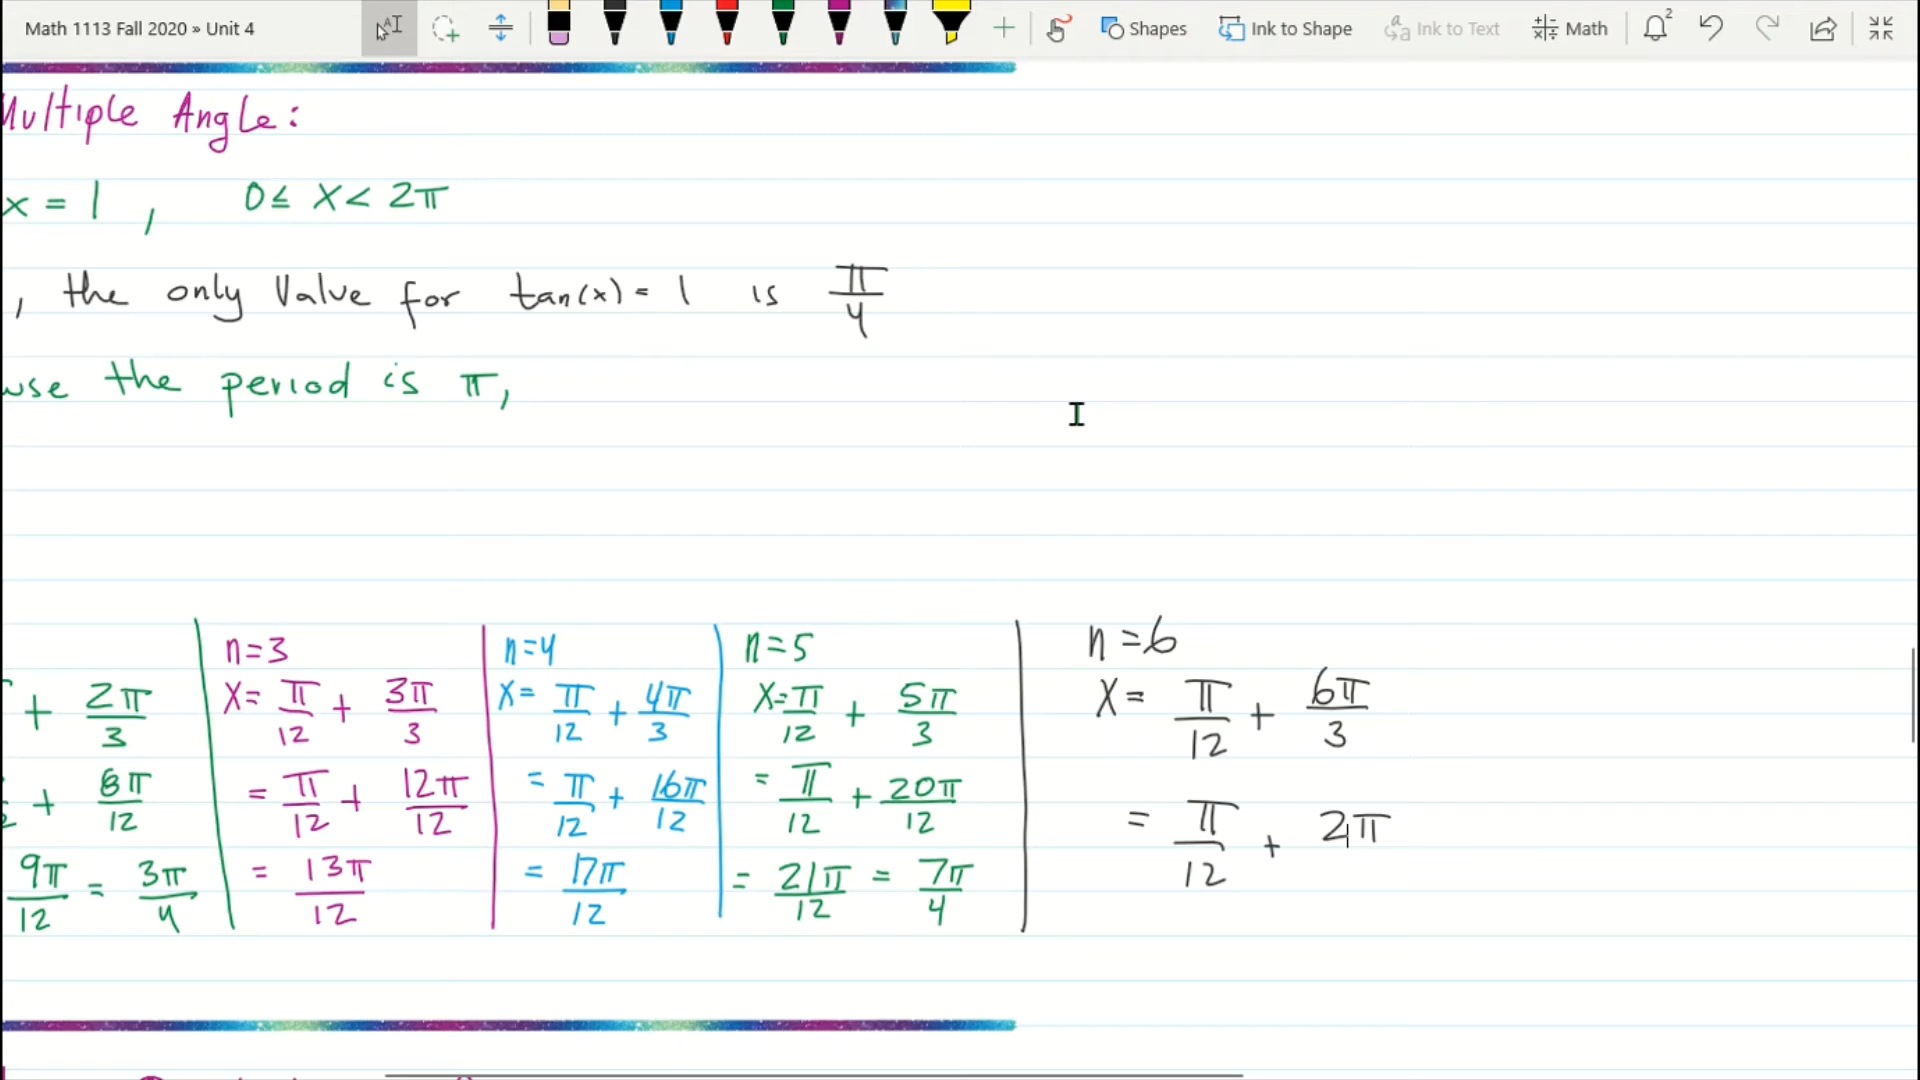 Math 1113 Fall 2020 » Unit 4
Shapes
Ink to Shape
Ink to Text
Math
2
Multiple Angle:
x = 1 , 0 ≤ x < 2π
, the only value for tan(x) = 1 is π/4
the period is π,
n=3 n=4 n=5 n=6
+ 2π/3 x= π/12 + 3π/3 x= π/12 + 4π/3 x= π/12 + 5π/3 x= π/12 + 6π/3
+ 8π/12 = π/12 + 12π/12 = π/12 + 16π/12 = π/12 + 20π/12 = π/12 + 2π
9π/12 = 3π/4 = 13π/12 = 17π/12 = 21π/12 = 7π/4